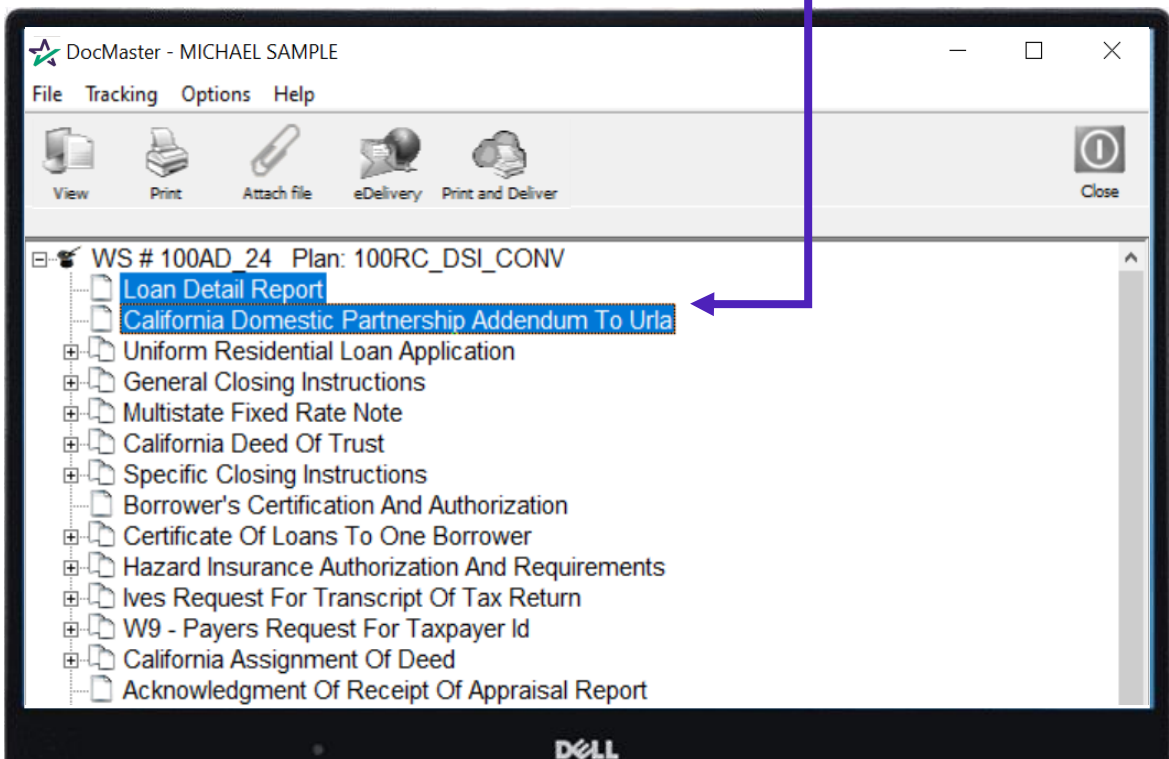 DocMaster - MICHAEL SAMPLE
File Tracking Options Help
View Print Attach file eDelivery Print and Deliver Close
WS # 100AD_24 Plan: 100RC_DSI_CONV
Loan Detail Report
California Domestic Partnership Addendum To Urla
Uniform Residential Loan Application
General Closing Instructions
Multistate Fixed Rate Note
California Deed Of Trust
Specific Closing Instructions
Borrower's Certification And Authorization
Certificate Of Loans To One Borrower
Hazard Insurance Authorization And Requirements
Ives Request For Transcript Of Tax Return
W9 - Payers Request For Taxpayer Id
California Assignment Of Deed
Acknowledgment Of Receipt Of Appraisal Report
DELL